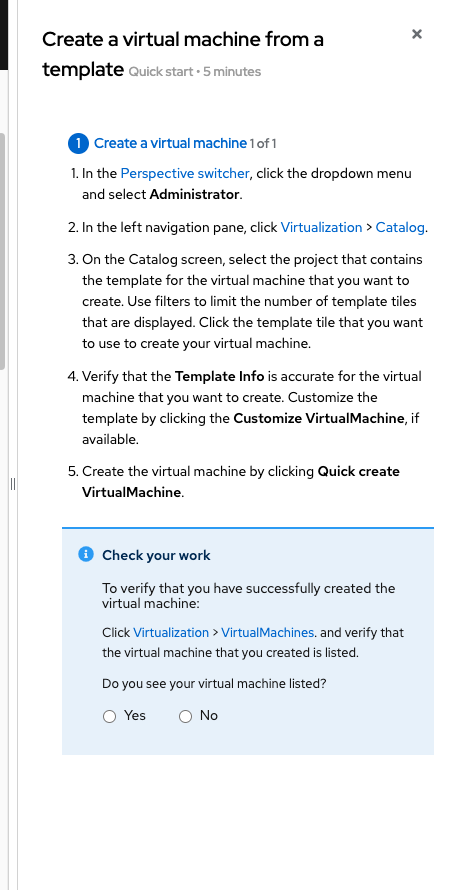 Create a virtual machine from a
template Quick start • 5 minutes
1 Create a virtual machine 1 of 1
1. In the Perspective switcher, click the dropdown menu
and select Administrator.
2. In the left navigation pane, click Virtualization > Catalog.
3. On the Catalog screen, select the project that contains
the template for the virtual machine that you want to
create. Use filters to limit the number of template tiles
that are displayed. Click the template tile that you want
to use to create your virtual machine.
4. Verify that the Template Info is accurate for the virtual
machine that you want to create. Customize the
template by clicking the Customize VirtualMachine, if
available.
5. Create the virtual machine by clicking Quick create
VirtualMachine.
Check your work
To verify that you have successfully created the
virtual machine:
Click Virtualization > VirtualMachines. and verify that
the virtual machine that you created is listed.
Do you see your virtual machine listed?
Yes No